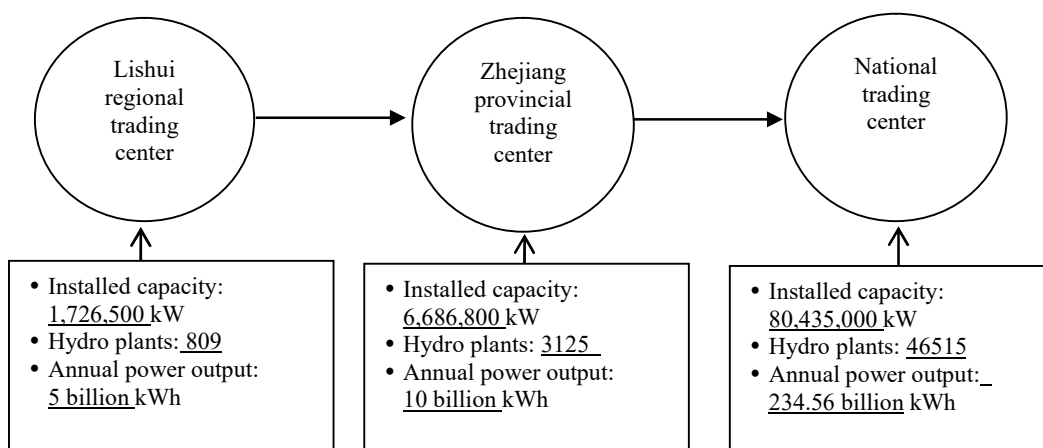 Lishui
regional
trading
center
Zhejiang
provincial
trading
center
National
trading
center
• Installed capacity:
1,726,500 kW
• Hydro plants: 809
• Annual power output:
5 billion kWh
• Installed capacity:
6,686,800 kW
• Hydro plants: 3125
• Annual power output:
10 billion kWh
• Installed capacity:
80,435,000 kW
• Hydro plants: 46515
• Annual power output:
234.56 billion kWh